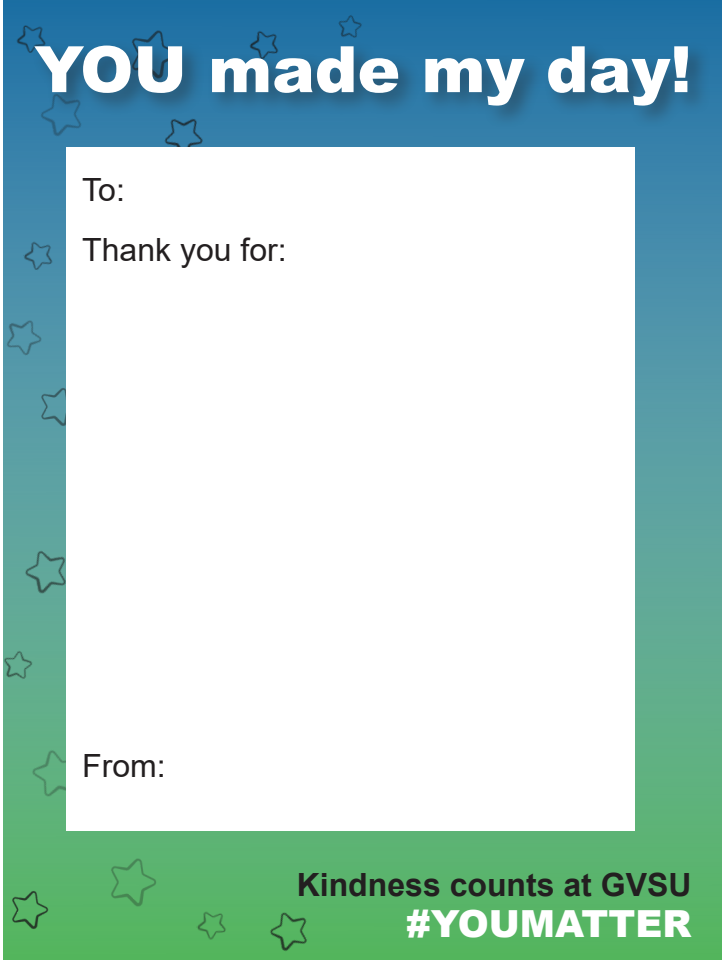 YOU made my day!
To:
Thank you for:
From:
Kindness counts at GVSU
#YOUMATTER